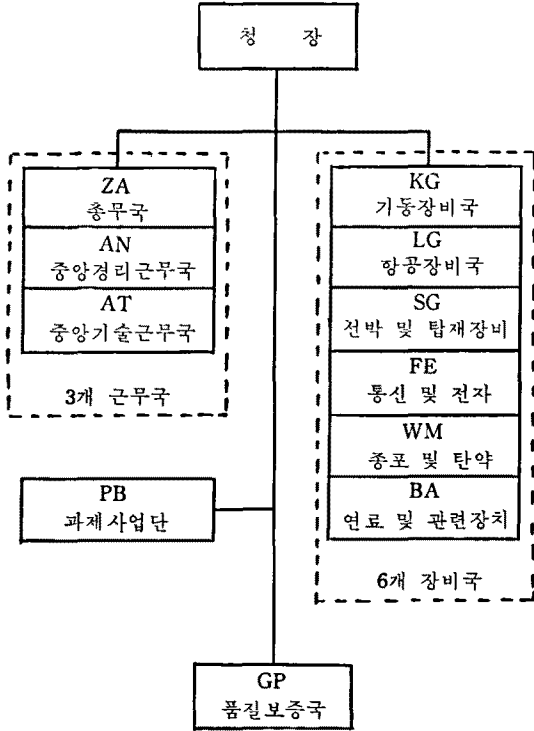 청 장
ZA
총무국
AN
중앙경리근무국
AT
중앙기술근무국
3개 근무국
KG
기동장비국
LG
항공장비국
SG
전박 및 탑재장비
FE
통신 및 전자
WM
종포 및 탄약
BA
연료 및 관련장치
6개 장비국
PB
과제사업단
GP
품질보증국